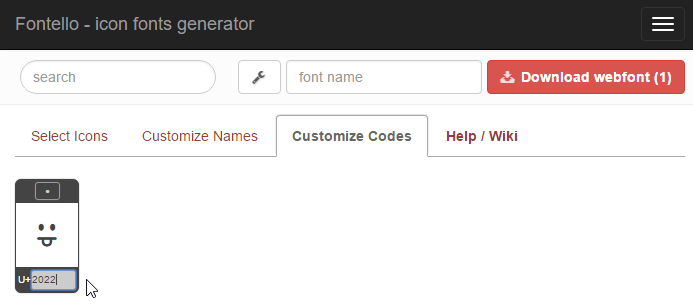 Fontello - icon fonts generator
search
font name
Download webfont (1)
Select Icons
Customize Names
Customize Codes
Help / Wiki
•
U+2022